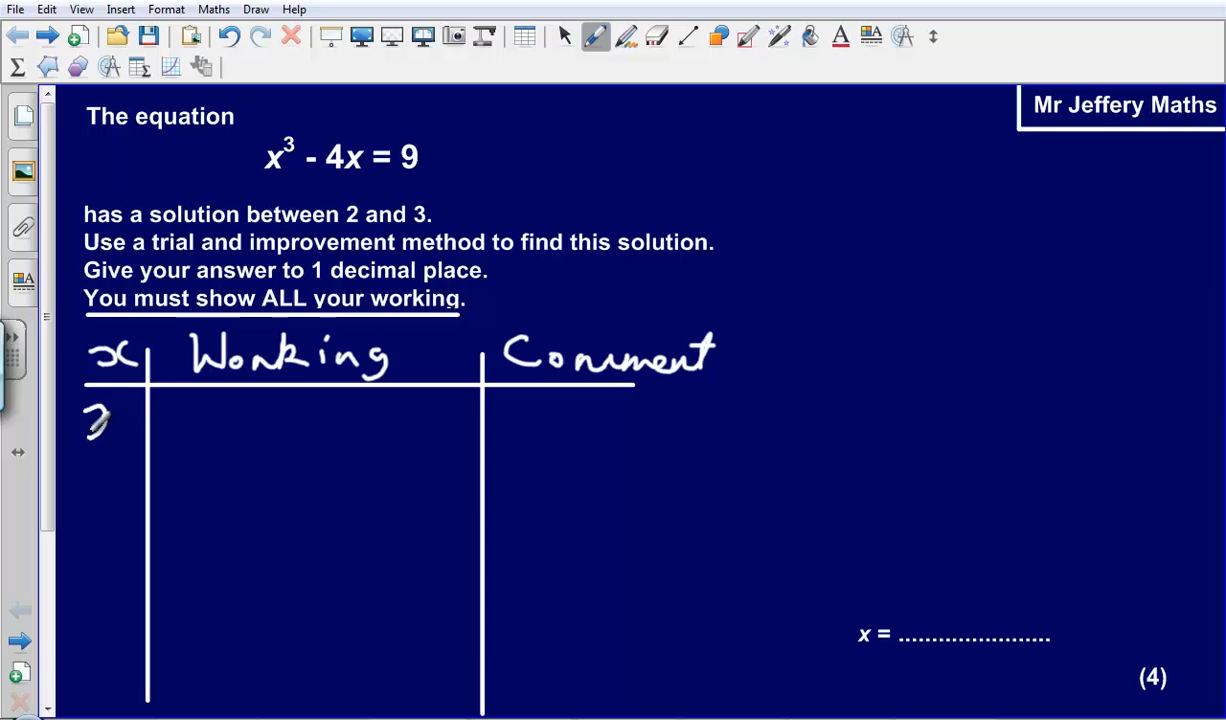 File Edit View Insert Format Maths Draw Help
Mr Jeffery Maths
The equation
x³ - 4x = 9
has a solution between 2 and 3.
Use a trial and improvement method to find this solution.
Give your answer to 1 decimal place.
You must show ALL your working.
x Working Comment
x = .......................
(4)